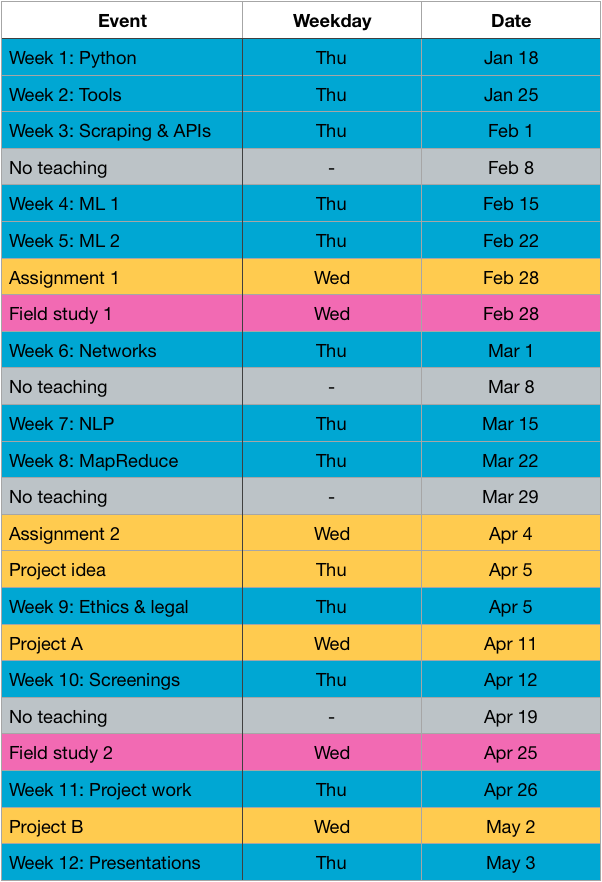 Event Weekday Date
Week 1: Python Thu Jan 18
Week 2: Tools Thu Jan 25
Week 3: Scraping & APIs Thu Feb 1
No teaching - Feb 8
Week 4: ML 1 Thu Feb 15
Week 5: ML 2 Thu Feb 22
Assignment 1 Wed Feb 28
Field study 1 Wed Feb 28
Week 6: Networks Thu Mar 1
No teaching - Mar 8
Week 7: NLP Thu Mar 15
Week 8: MapReduce Thu Mar 22
No teaching - Mar 29
Assignment 2 Wed Apr 4
Project idea Thu Apr 5
Week 9: Ethics & legal Thu Apr 5
Project A Wed Apr 11
Week 10: Screenings Thu Apr 12
No teaching - Apr 19
Field study 2 Wed Apr 25
Week 11: Project work Thu Apr 26
Project B Wed May 2
Week 12: Presentations Thu May 3